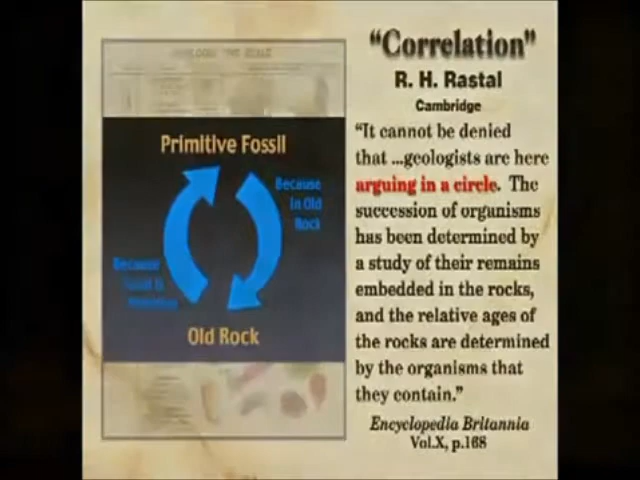 "Correlation"
R. H. Rastal
Cambridge
"It cannot be denied
that ...geologists are here
arguing in a circle. The
succession of organisms
has been determined by
a study of their remains
embedded in the rocks,
and the relative ages of
the rocks are determined
by the organisms that
they contain."
Encyclopedia Britannia
Vol.X, p.168
Primitive Fossil
Because
in Old
Rock
Because
Old Rock